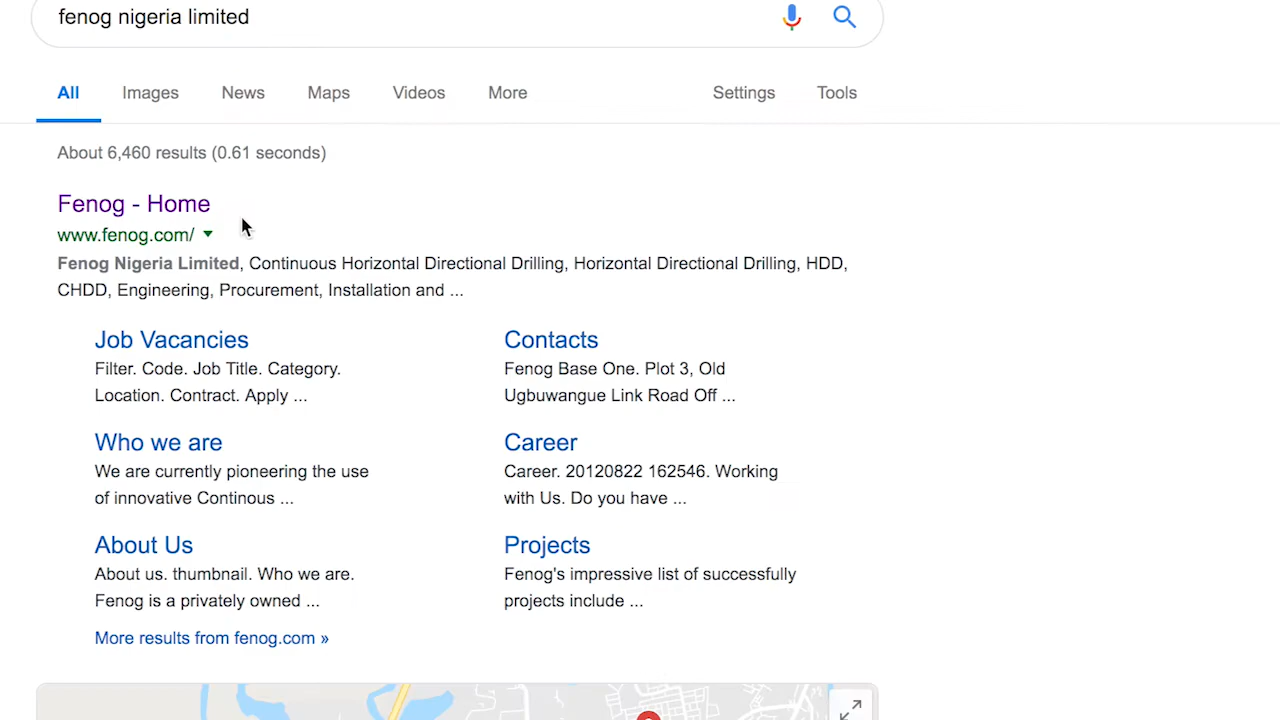 fenog nigeria limited
All Images News Maps Videos More Settings Tools
About 6,460 results (0.61 seconds)
Fenog - Home
www.fenog.com/
Fenog Nigeria Limited, Continuous Horizontal Directional Drilling, Horizontal Directional Drilling, HDD,
CHDD, Engineering, Procurement, Installation and ...
Job Vacancies
Filter. Code. Job Title. Category.
Location. Contract. Apply ...
Contacts
Fenog Base One. Plot 3, Old
Ugbuwangue Link Road Off ...
Who we are
We are currently pioneering the use
of innovative Continous ...
Career
Career. 20120822 162546. Working
with Us. Do you have ...
About Us
About us. thumbnail. Who we are.
Fenog is a privately owned ...
Projects
Fenog's impressive list of successfully
projects include ...
More results from fenog.com »